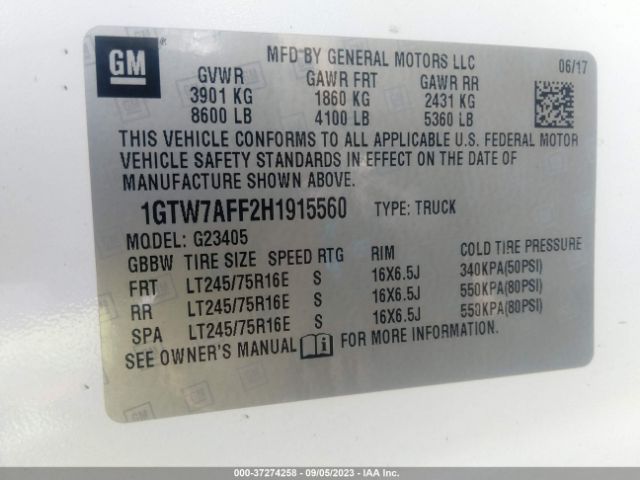 GM
MFD BY GENERAL MOTORS LLC
06/17
GVWR GAWR FRT GAWR RR
3901 KG 1860 KG 2431 KG
8600 LB 4100 LB 5360 LB
THIS VEHICLE CONFORMS TO ALL APPLICABLE U.S. FEDERAL MOTOR
VEHICLE SAFETY STANDARDS IN EFFECT ON THE DATE OF
MANUFACTURE SHOWN ABOVE.
1GTW7AFF2H1915560 TYPE: TRUCK
MODEL: G23405
GBBW TIRE SIZE SPEED RTG RIM COLD TIRE PRESSURE
FRT LT245/75R16E S 16X6.5J 340KPA(50PSI)
RR LT245/75R16E S 16X6.5J 550KPA(80PSI)
SPA LT245/75R16E S 16X6.5J 550KPA(80PSI)
SEE OWNER'S MANUAL FOR MORE INFORMATION.
000-37274258 - 09/05/2023 - IAA Inc.